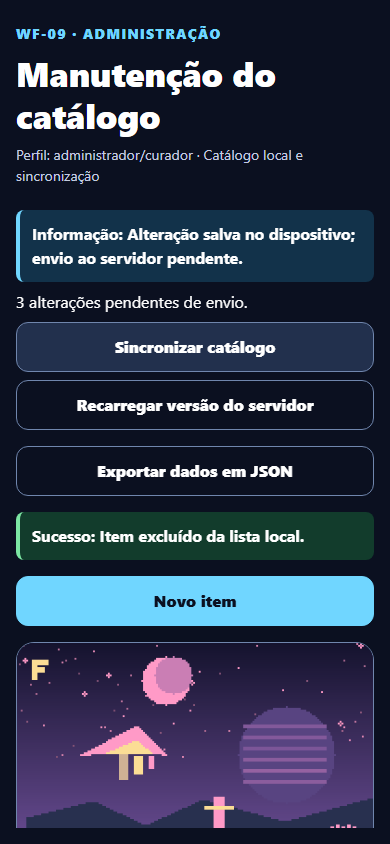 WF-09 · ADMINISTRAÇÃO
Manutenção do
catálogo
Perfil: administrador/curador · Catálogo local e
sincronização
Informação: Alteração salva no dispositivo;
envio ao servidor pendente.
3 alterações pendentes de envio.
Sincronizar catálogo
Recarregar versão do servidor
Exportar dados em JSON
Sucesso: Item excluído da lista local.
Novo item
F